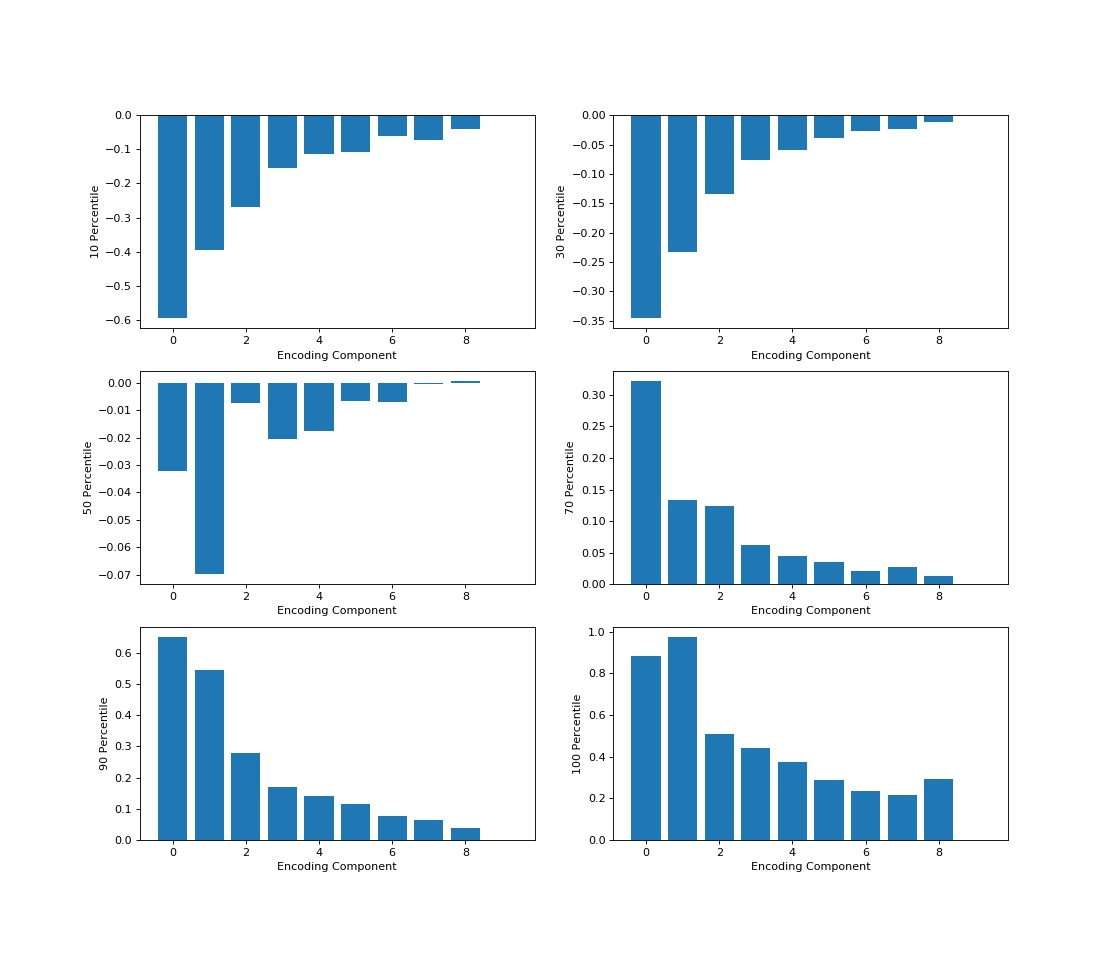 0.0
−0.1
−0.2
−0.3
−0.4
−0.5
−0.6
10 Percentile
0 2 4 6 8
Encoding Component
0.00
−0.05
−0.10
−0.15
−0.20
−0.25
−0.30
−0.35
30 Percentile
0 2 4 6 8
Encoding Component
0.00
−0.01
−0.02
−0.03
−0.04
−0.05
−0.06
−0.07
50 Percentile
0 2 4 6 8
Encoding Component
0.30
0.25
0.20
0.15
0.10
0.05
0.00
70 Percentile
0 2 4 6 8
Encoding Component
0.6
0.5
0.4
0.3
0.2
0.1
0.0
90 Percentile
0 2 4 6 8
Encoding Component
1.0
0.8
0.6
0.4
0.2
0.0
100 Percentile
0 2 4 6 8
Encoding Component